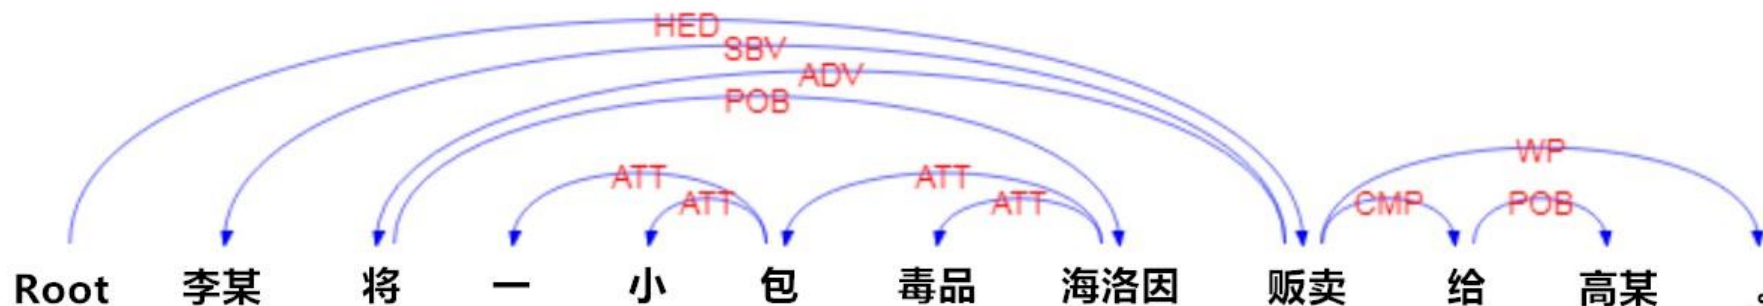 HED
SBV
ADV
POB
WP
ATT ATT
ATT ATT CMP POB
Root 李某 将 一 小 包 毒品 海洛因 贩卖 给 高某